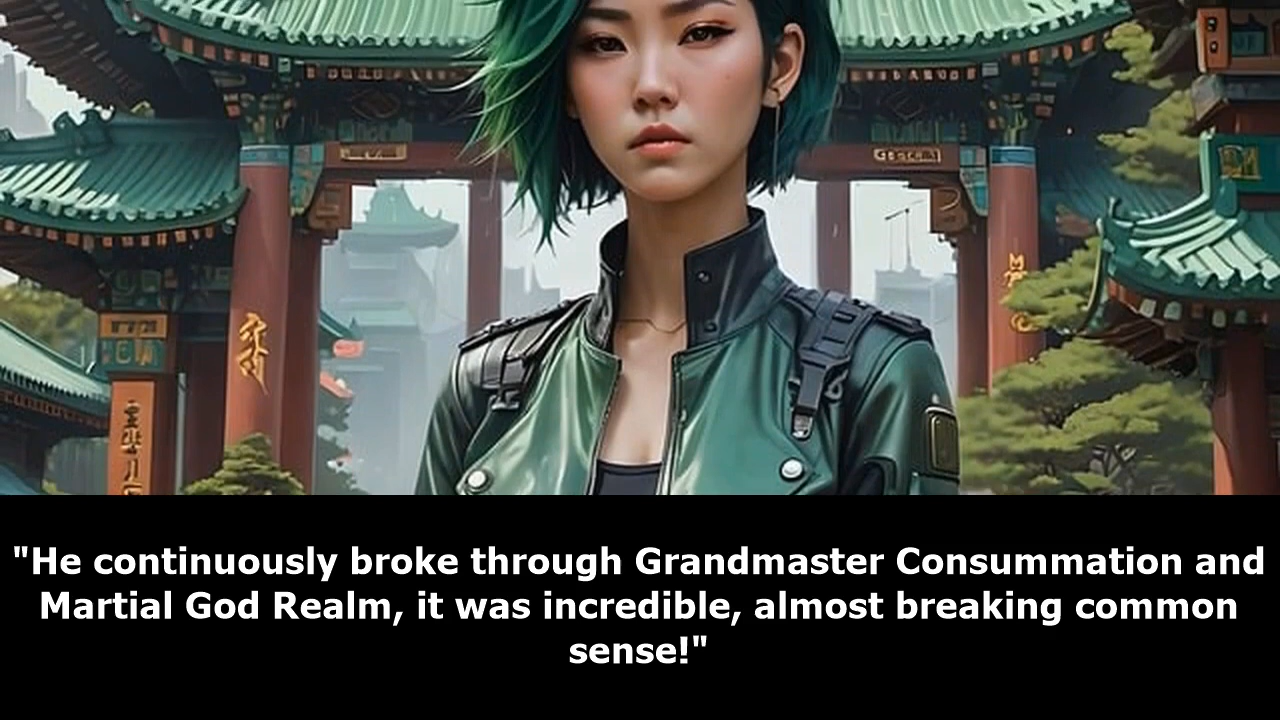 "He continuously broke through Grandmaster Consummation and
Martial God Realm, it was incredible, almost breaking common
sense!"